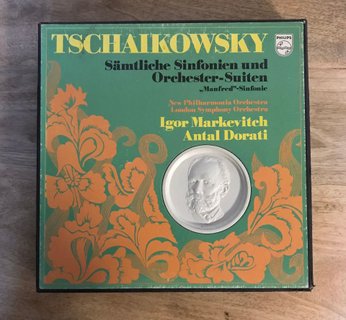 TSCHAIKOWSKY
PHILIPS
Sämtliche Sinfonien und
Orchester-Suiten
„Manfred”-Sinfonie
New Philharmonia Orchestra
London Symphony Orchestra
Igor Markevitch
Antal Dorati